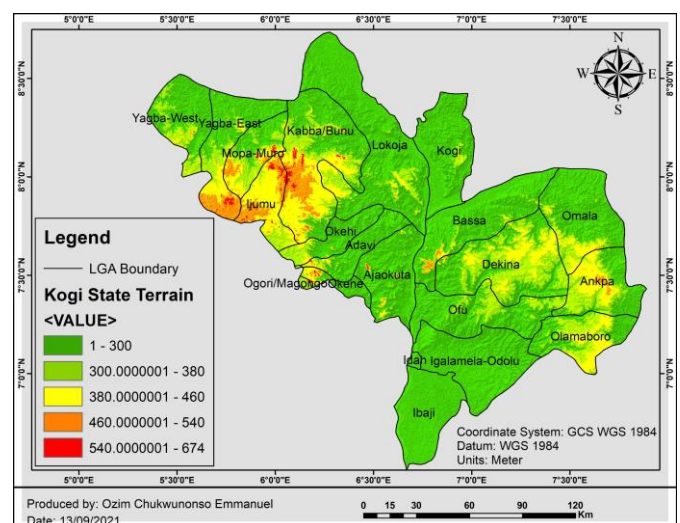 5°0'0"E 5°30'0"E 6°0'0"E 6°30'0"E 7°0'0"E 7°30'0"E
N
W E
S
8°30'0"N 8°30'0"N
8°0'0"N 8°0'0"N
7°30'0"N 7°30'0"N
7°0'0"N 7°0'0"N
Yagba-West
Yagba-East
Kabba/Bunu
Mopa-Muro
Lokoja
Kogi
Ijumu
Okehi
Adavi
Bassa
Omala
Dekina
Ajaokuta
Ankpa
Ogori/Magongo
Okene
Ofu
Olamaboro
Idah
Igalamela-Odolu
Ibaji
Legend
LGA Boundary
Kogi State Terrain
<VALUE>
1 - 300
300.0000001 - 380
380.0000001 - 460
460.0000001 - 540
540.0000001 - 674
Coordinate System: GCS WGS 1984
Datum: WGS 1984
Units: Meter
5°0'0"E 5°30'0"E 6°0'0"E 6°30'0"E 7°0'0"E 7°30'0"E
Produced by: Ozim Chukwunonso Emmanuel
Date: 13/09/2021
0 15 30 60 90 120
Km